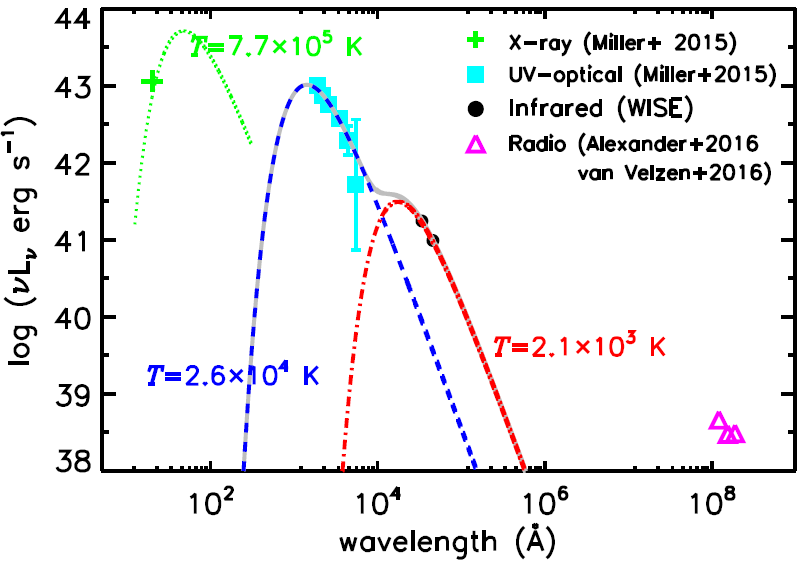 44
43
42
41
40
39
38
log (νLν erg s⁻¹)
T=7.7×10⁵ K
X-ray (Miller+ 2015)
UV-optical (Miller+2015)
Infrared (WISE)
Radio (Alexander+2016
van Velzen+2016)
T=2.6×10⁴ K
T=2.1×10³ K
10² 10⁴ 10⁶ 10⁸
wavelength (Å)